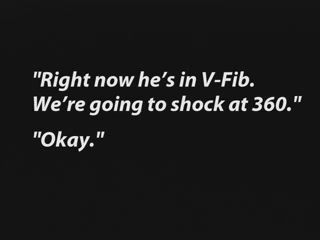 "Right now he’s in V-Fib.
We’re going to shock at 360."
"Okay."